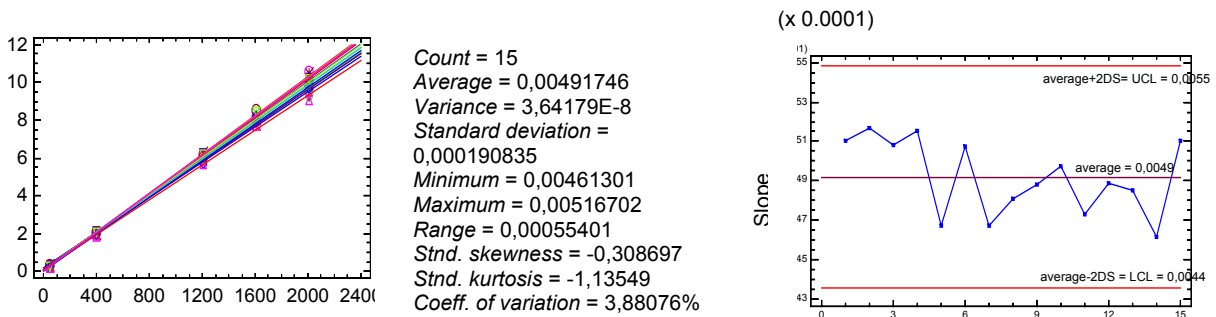 12
10
8
6
4
2
0
0 400 800 1200 1600 2000 2400
Count = 15
Average = 0,00491746
Variance = 3,64179E-8
Standard deviation =
0,000190835
Minimum = 0,00461301
Maximum = 0,00516702
Range = 0,00055401
Stnd. skewness = -0,308697
Stnd. kurtosis = -1,13549
Coeff. of variation = 3,88076%
(x 0.0001)
55
53
51
49
47
45
43
Slope
average+2DS= UCL = 0,0055
average = 0,0049
average-2DS = LCL = 0,0044
0 3 6 9 12 15